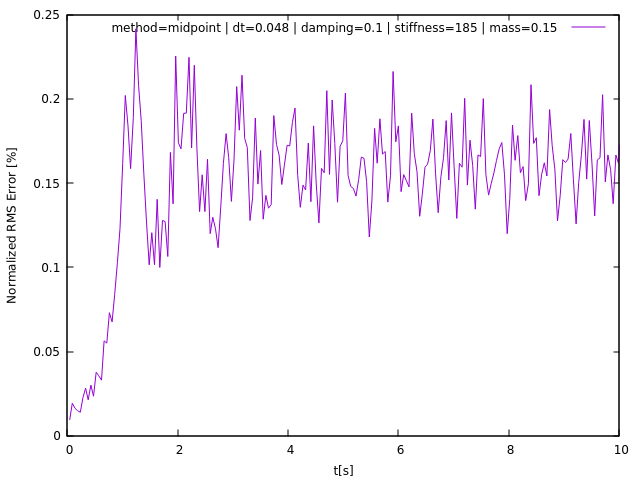 0.25
method=midpoint | dt=0.048 | damping=0.1 | stiffness=185 | mass=0.15
0.2
0.15
Normalized RMS Error [%]
0.1
0.05
0
0 2 4 6 8 10
t[s]